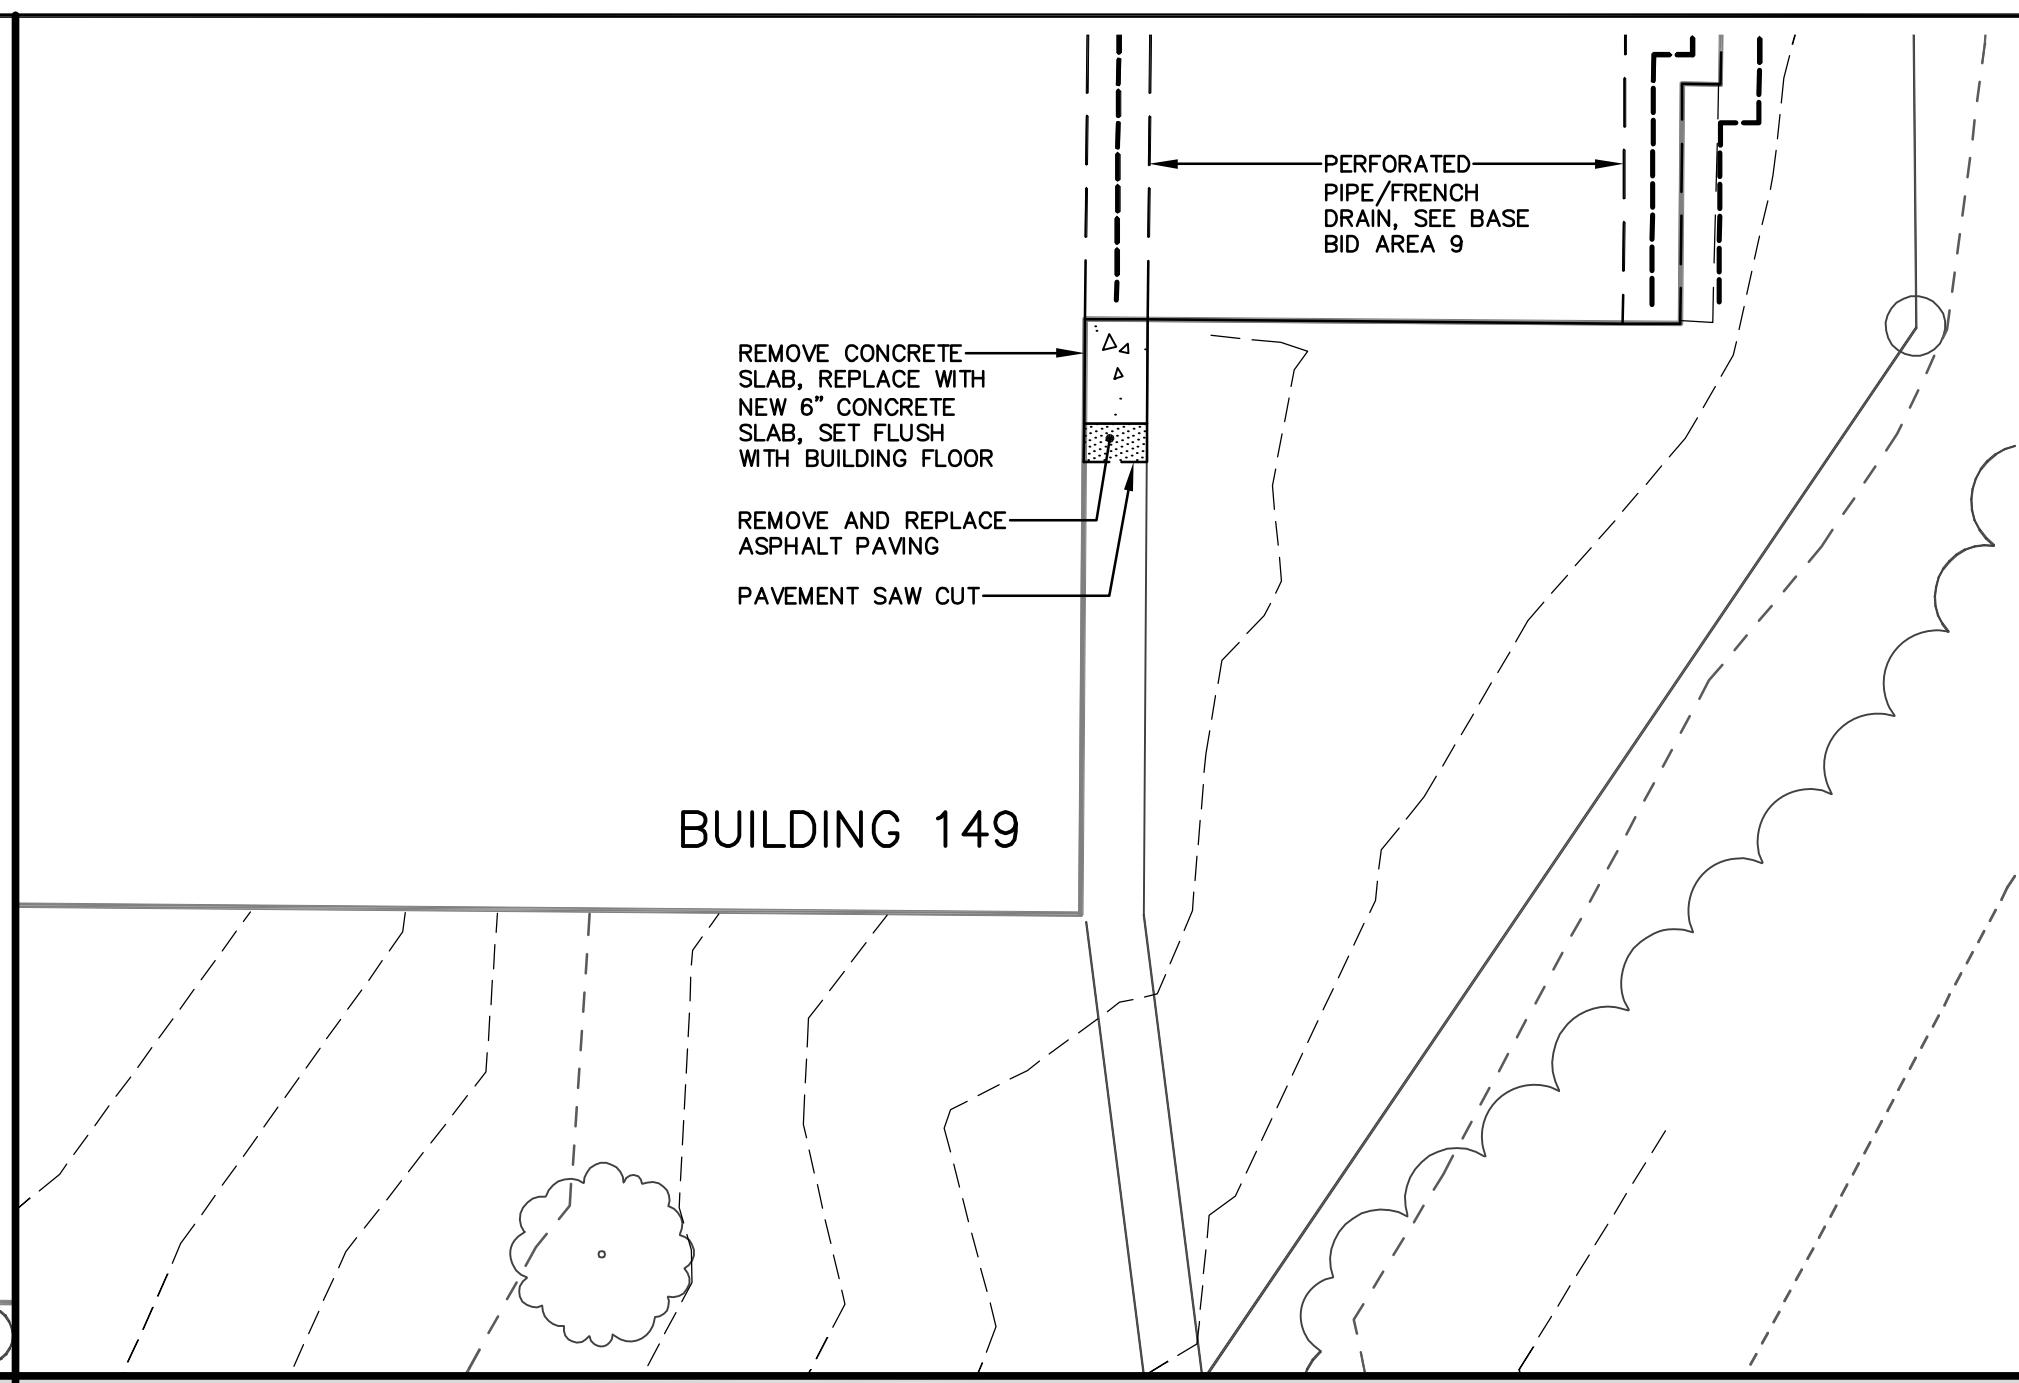 PERFORATED
PIPE/FRENCH
DRAIN, SEE BASE
BID AREA 9
REMOVE CONCRETE
SLAB, REPLACE WITH
NEW 6" CONCRETE
SLAB, SET FLUSH
WITH BUILDING FLOOR
REMOVE AND REPLACE
ASPHALT PAVING
PAVEMENT SAW CUT
BUILDING 149